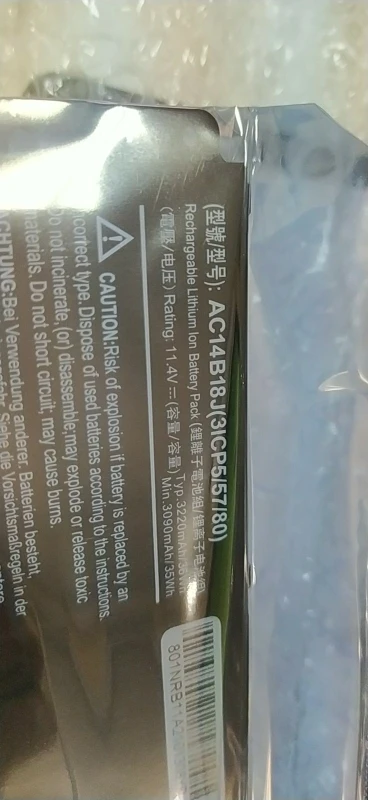 (型號/型号): AC14B18J(3ICP5/57/80)
Rechargeable Lithium Ion Battery Pack (鋰離子電池組/锂离子电池组
(電壓/电压) Rating: 11.4V⎓(容量/容量) Typ.3220mAh/36Wh
Min.3090mAh/35Wh
CAUTION:Risk of explosion if battery is replaced by an
incorrect type. Dispose of used batteries according to the instructions.
Do not incinerate,(or) disassemble;may explode or release toxic
materials. Do not short circuit; may cause burns.
ACHTUNG:Bei Verwendung anderer. Batterien besteht,
Siehe die Vorsichtsmaßregeln in der
801NRB1